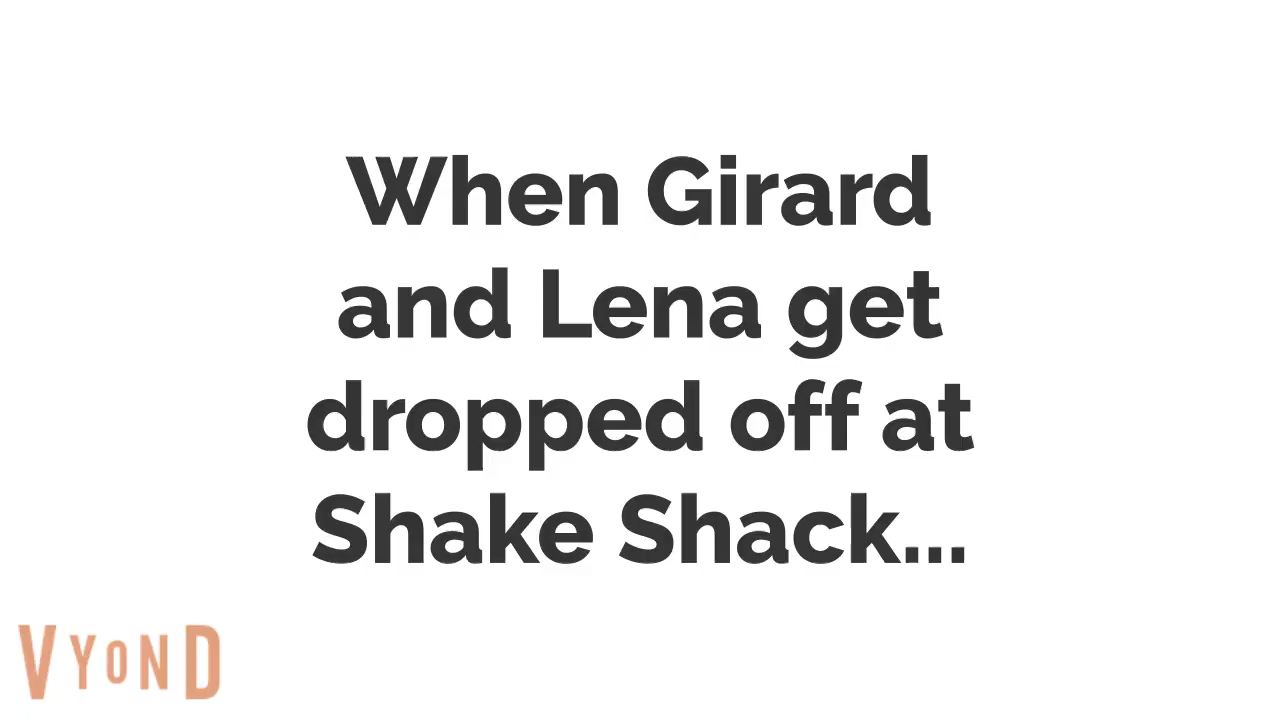 When Girard
and Lena get
dropped off at
Shake Shack...
VYOND